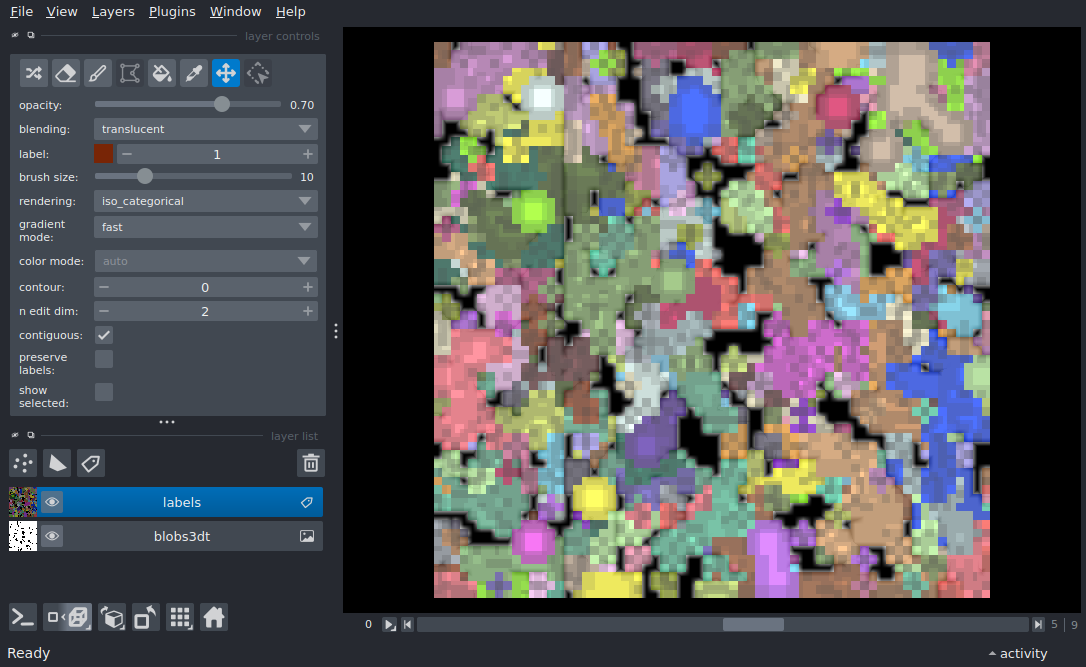 File View Layers Plugins Window Help
layer controls
opacity: 0.70
blending: translucent
label: 1
brush size: 10
rendering: iso_categorical
gradient mode: fast
color mode: auto
contour: 0
n edit dim: 2
contiguous:
preserve labels:
show selected:
layer list
labels
blobs3dt
0 5 | 9
Ready activity